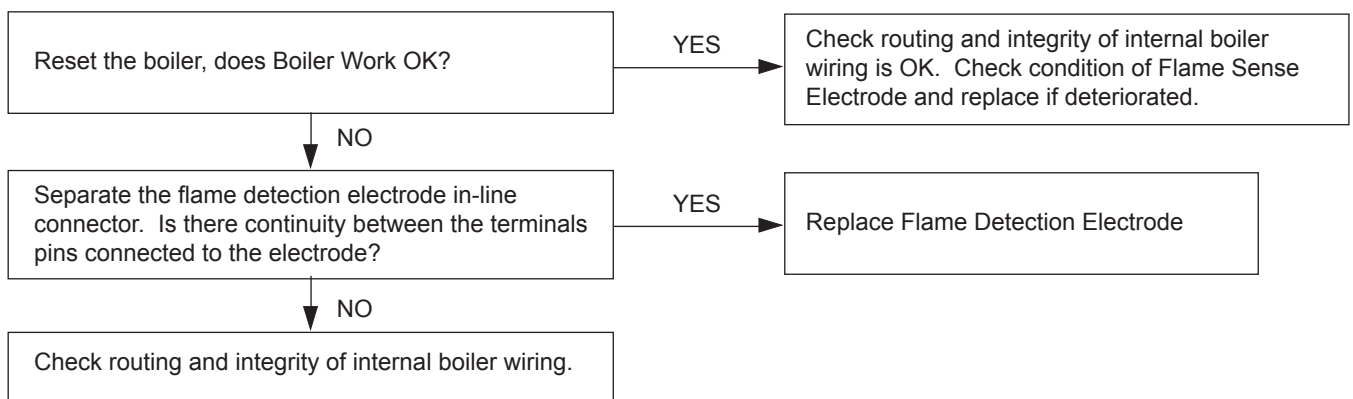 Reset the boiler, does Boiler Work OK?
YES
Check routing and integrity of internal boiler
wiring is OK.  Check condition of Flame Sense
Electrode and replace if deteriorated.
NO
Separate the flame detection electrode in-line
connector.  Is there continuity between the terminals
pins connected to the electrode?
YES
Replace Flame Detection Electrode
NO
Check routing and integrity of internal boiler wiring.